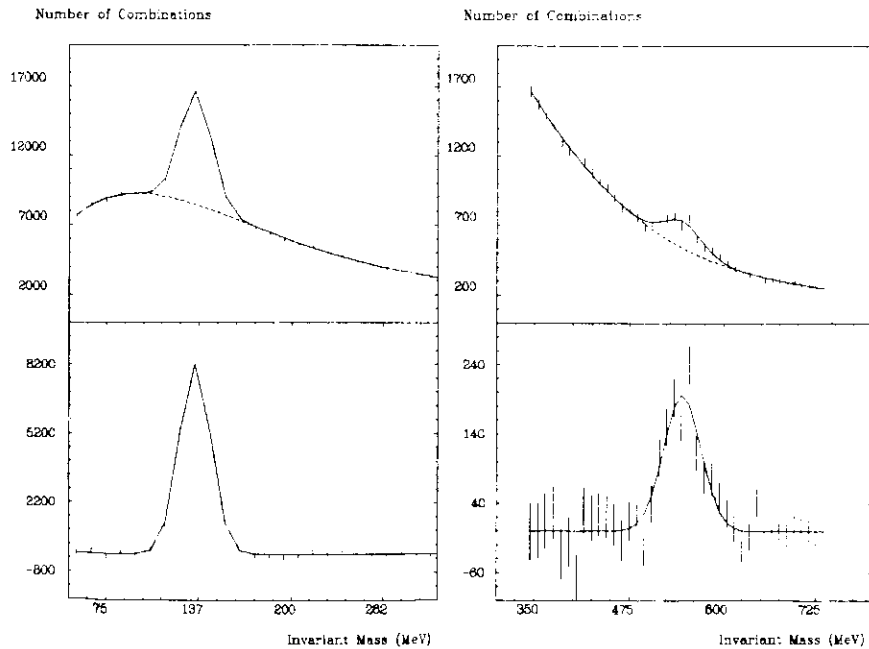 Number of Combinations
17000
12000
7000
2000
8200
5200
2200
-800
75 137 200 282
Invariant Mass (MeV)
Number of Combinations
1700
1200
700
200
240
140
40
-60
350 475 600 725
Invariant Mass (MeV)